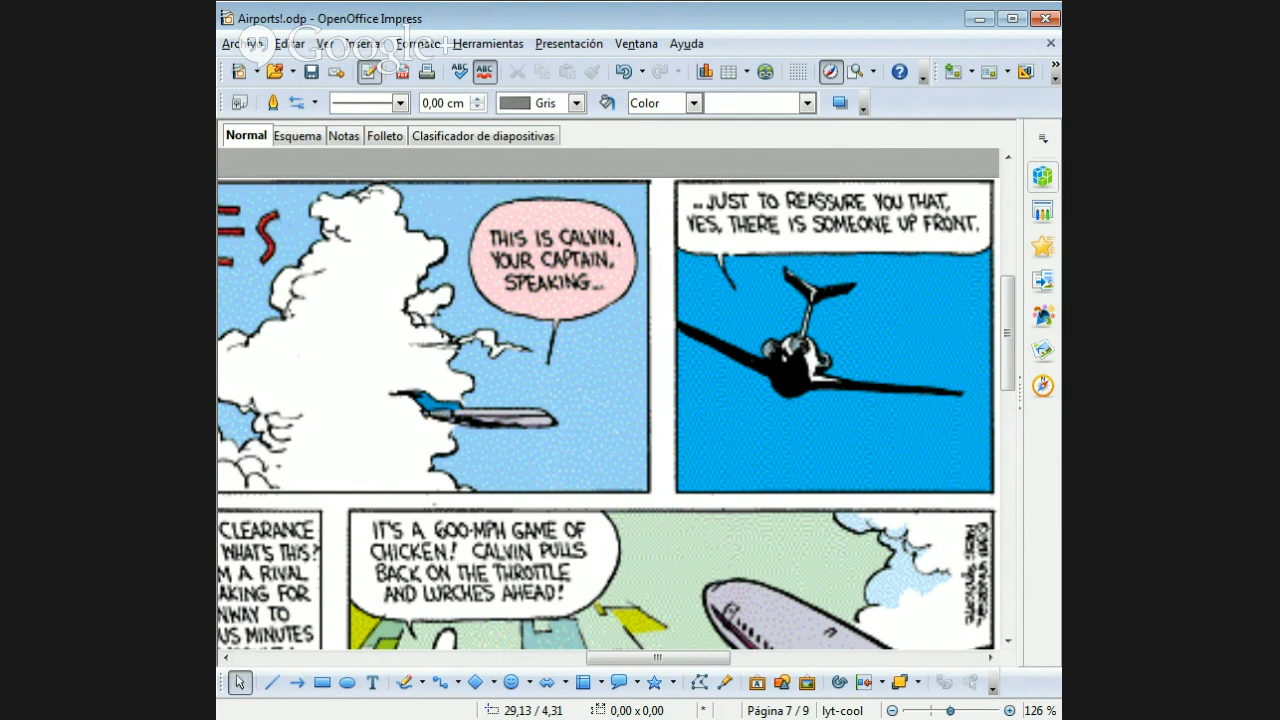 Airports!.odp - OpenOffice Impress
Google+
Archivo Editar Ver Insertar Formato Herramientas Presentación Ventana Ayuda
ABC ABC
0,00 cm Gris Color
Normal Esquema Notas Folleto Clasificador de diapositivas
ES
THIS IS CALVIN,
YOUR CAPTAIN,
SPEAKING...
...JUST TO REASSURE YOU THAT,
YES, THERE IS SOMEONE UP FRONT.
CLEARANCE
WHAT'S THIS?
M A RIVAL
AKING FOR
NWAY TO
US MINUTES
IT'S A 600-MPH GAME OF
CHICKEN! CALVIN PULLS
BACK ON THE THROTTLE
AND LURCHES AHEAD!
29,13 / 4,31 0,00 x 0,00 * Página 7 / 9 lyt-cool 126 %